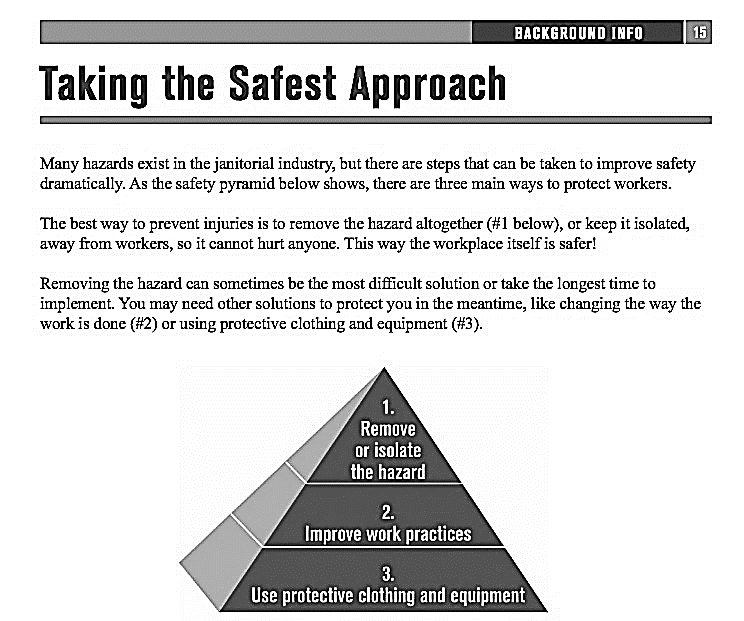 BACKGROUND INFO 15
Taking the Safest Approach
Many hazards exist in the janitorial industry, but there are steps that can be taken to improve safety
dramatically. As the safety pyramid below shows, there are three main ways to protect workers.
The best way to prevent injuries is to remove the hazard altogether (#1 below), or keep it isolated,
away from workers, so it cannot hurt anyone. This way the workplace itself is safer!
Removing the hazard can sometimes be the most difficult solution or take the longest time to
implement. You may need other solutions to protect you in the meantime, like changing the way the
work is done (#2) or using protective clothing and equipment (#3).
1.
Remove
or isolate
the hazard
2.
Improve work practices
3.
Use protective clothing and equipment